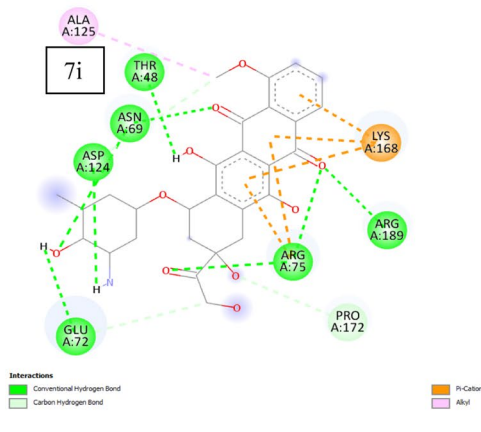 ALA
A:125
7i
THR
A:48
ASN
A:69
ASP
A:124
LYS
A:168
ARG
A:189
ARG
A:75
GLU
A:72
PRO
A:172
O
O
O
H
O
O
O
O
H
O
H
N
O
O
O
Interactions
Conventional Hydrogen Bond
Carbon Hydrogen Bond
Pi-Cation
Alkyl